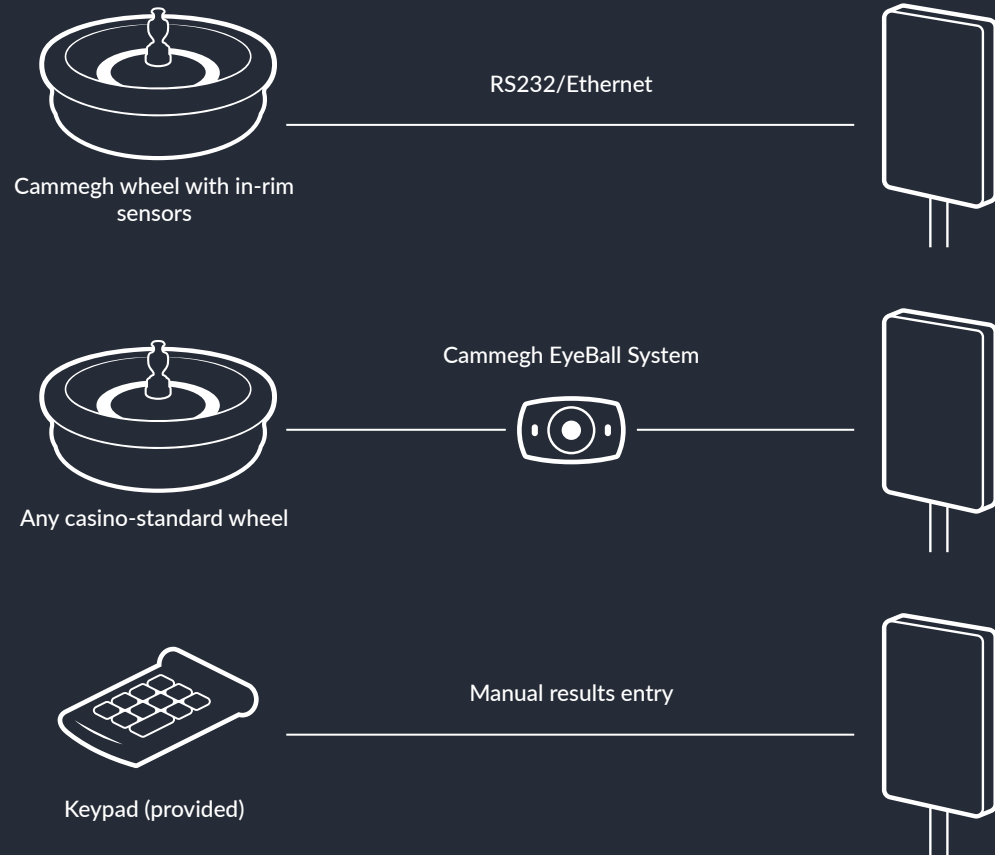 RS232/Ethernet
Cammegh wheel with in-rim
sensors
Cammegh EyeBall System
Any casino-standard wheel
Manual results entry
Keypad (provided)